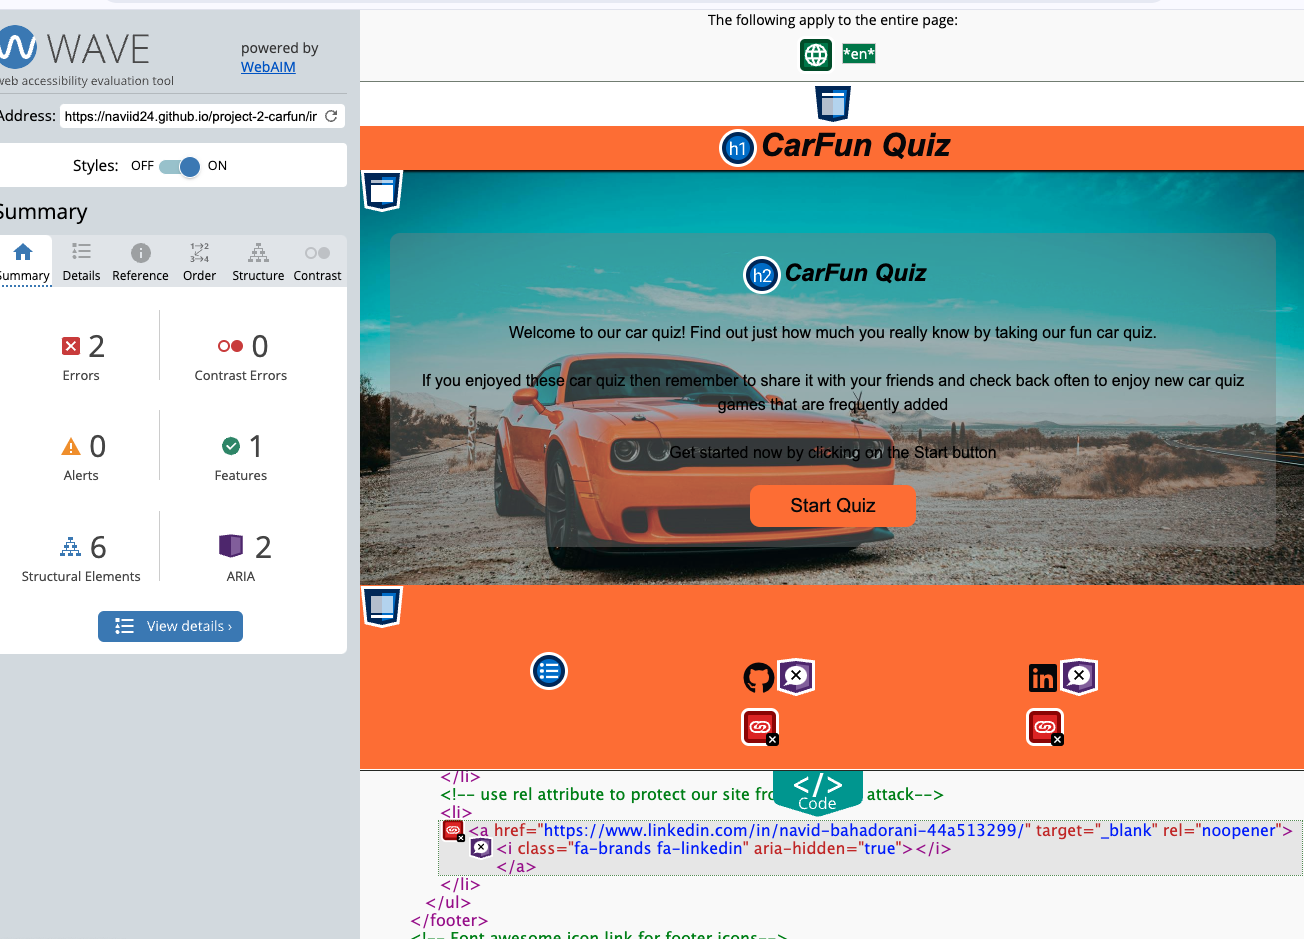 The following apply to the entire page:
*en*
WAVE
web accessibility evaluation tool
powered by
WebAIM
Address: https://naviid24.github.io/project-2-carfun/ir
Styles: OFF ON
Summary
Summary Details Reference Order Structure Contrast
2
Errors
0
Contrast Errors
0
Alerts
1
Features
6
Structural Elements
2
ARIA
View details ›
h1 CarFun Quiz
h2 CarFun Quiz
Welcome to our car quiz! Find out just how much you really know by taking our fun car quiz.
If you enjoyed these car quiz then remember to share it with your friends and check back often to enjoy new car quiz
games that are frequently added
Get started now by clicking on the Start button
Start Quiz
in
</> 
Code
</li>
<!-- use rel attribute to protect our site fro attack-->
<li>
<a href="https://www.linkedin.com/in/navid-bahadorani-44a513299/" target="_blank" rel="noopener">
<i class="fa-brands fa-linkedin" aria-hidden="true"></i>
</a>
</li>
</ul>
</footer>
<!-- Font awesome icon link for footer icons-->